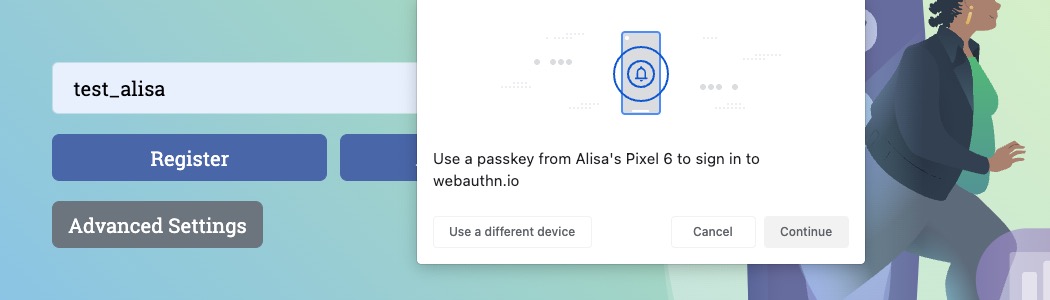 test_alisa
Register
Advanced Settings
Use a passkey from Alisa's Pixel 6 to sign in to
webauthn.io
Use a different device
Cancel
Continue